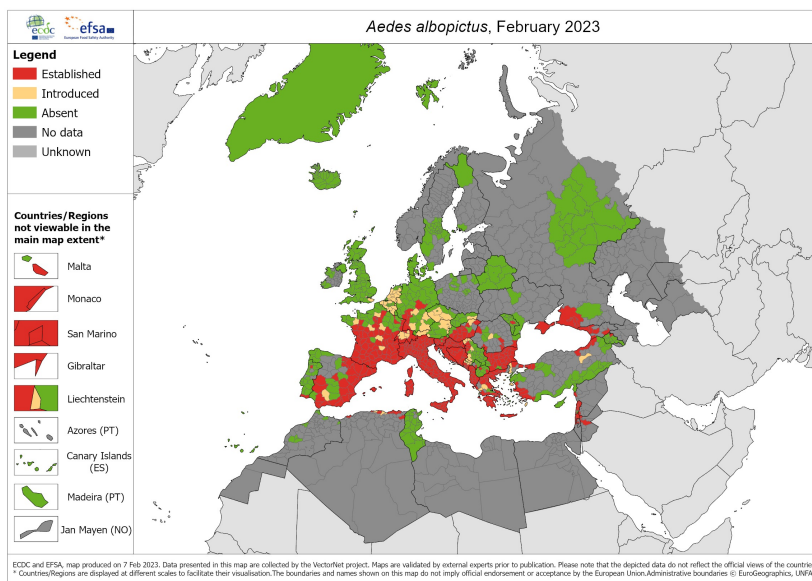 ecdc
efsa
European Food Safety Authority
Aedes albopictus, February 2023
Legend
Established
Introduced
Absent
No data
Unknown
Countries/Regions
not viewable in the
main map extent*
Malta
Monaco
San Marino
Gibraltar
Liechtenstein
Azores (PT)
Canary Islands
(ES)
Madeira (PT)
Jan Mayen (NO)
ECDC and EFSA, map produced on 7 Feb 2023. Data presented in this map are collected by the VectorNet project. Maps are validated by external experts prior to publication. Please note that the depicted data do not reflect the official views of the countr
* Countries/Regions are displayed at different scales to facilitate their visualisation.The boundaries and names shown on this map do not imply official endorsement or acceptance by the European Union.Administrative boundaries © EuroGeographics, UNFA